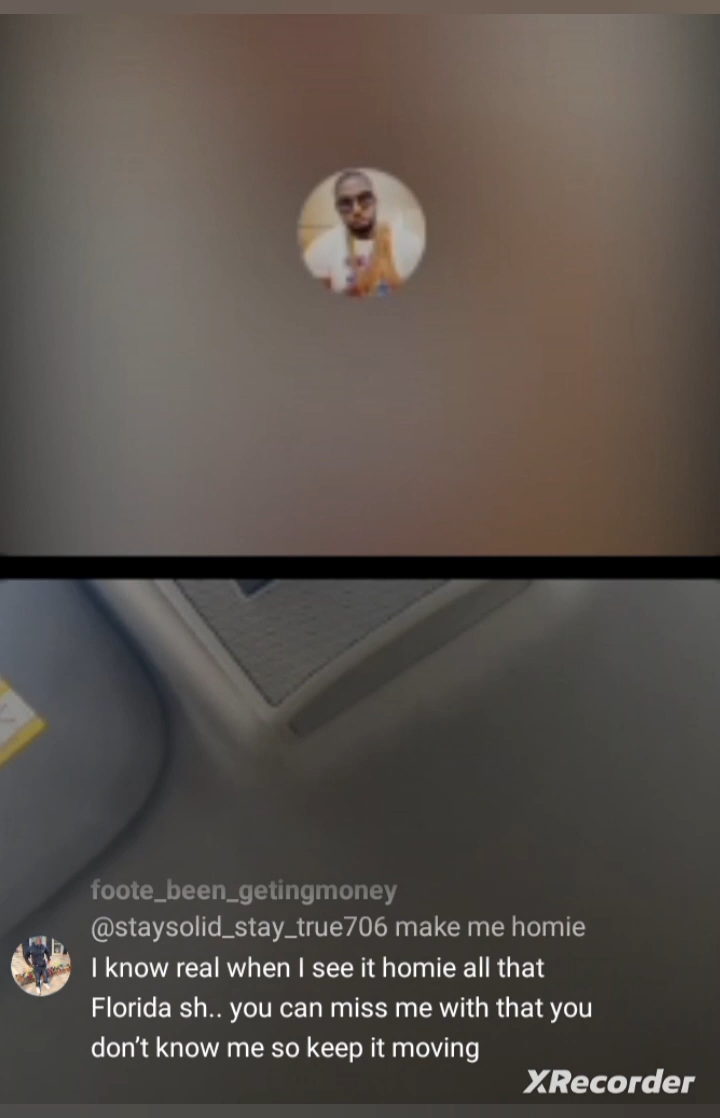 foote_been_getingmoney
@staysolid_stay_true706 make me homie
I know real when I see it homie all that
Florida sh.. you can miss me with that you
don't know me so keep it moving
XRecorder